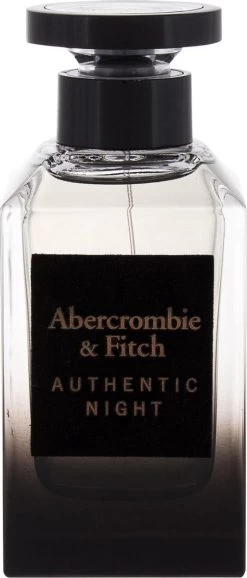 Abercrombie
& Fitch
AUTHENTIC
NIGHT